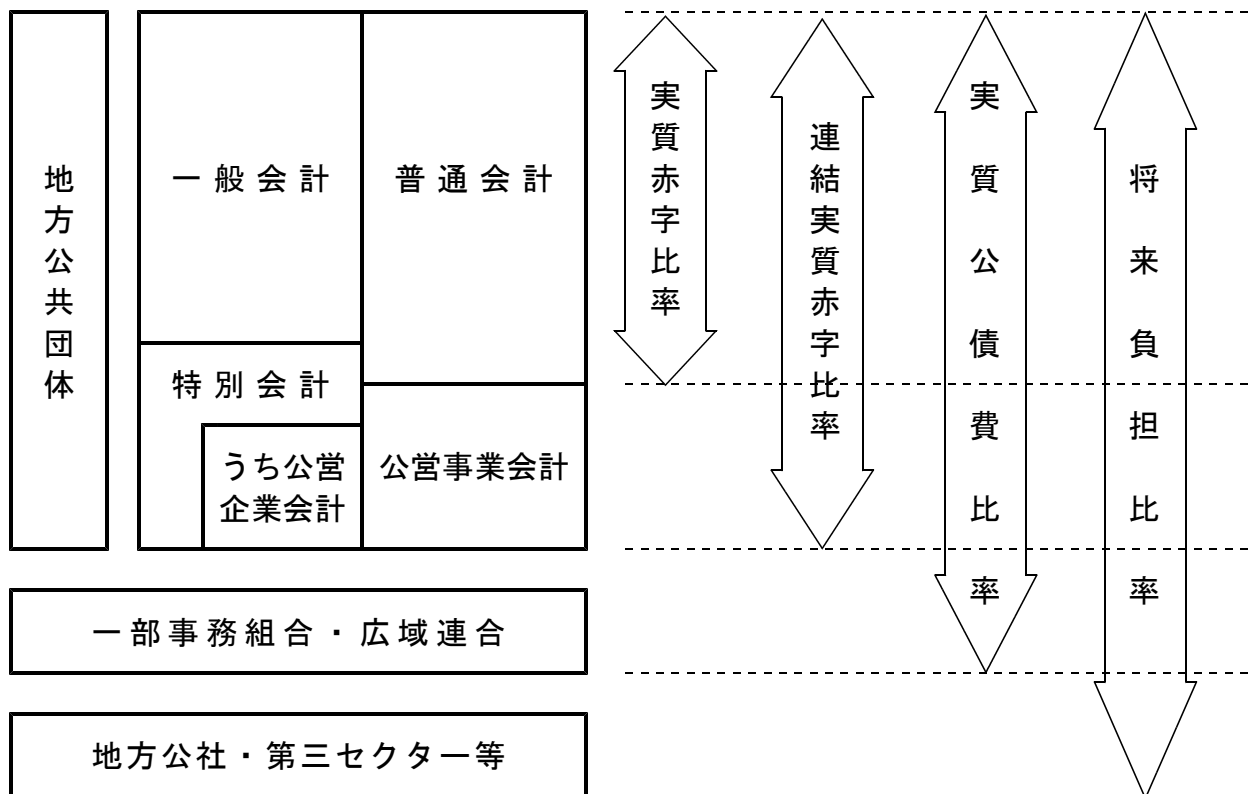 地方公共団体
一般会計
普通会計
特別会計
うち公営
企業会計
公営事業会計
一部事務組合・広域連合
地方公社・第三セクター等
実質赤字比率
連結実質赤字比率
実質公債費比率
将来負担比率